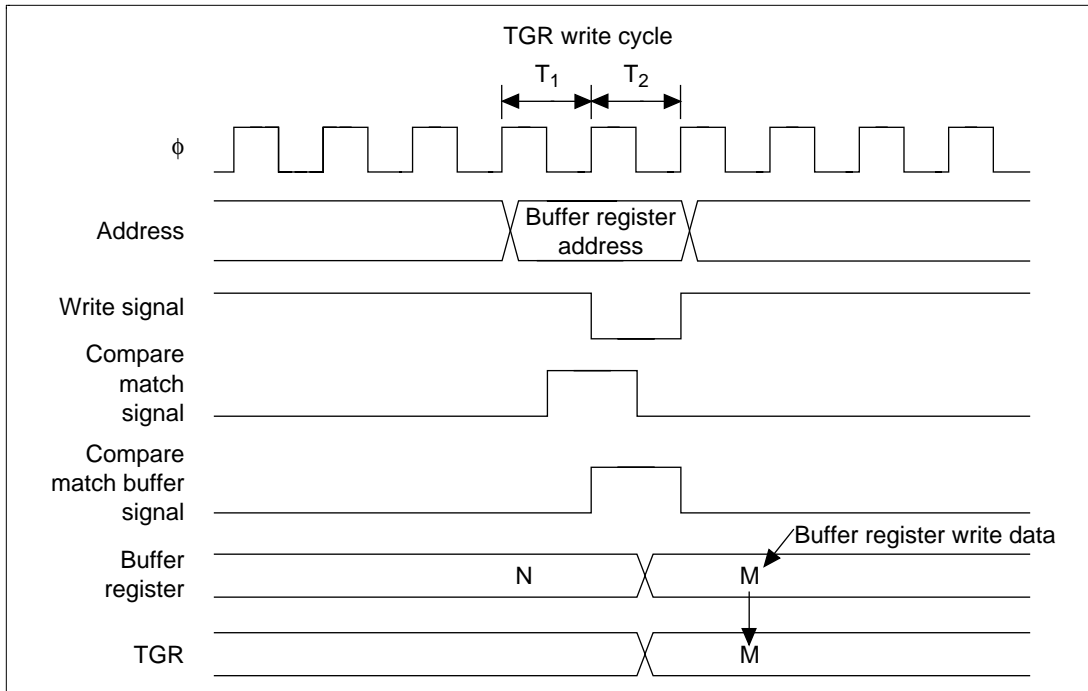 TGR write cycle
T1 T2
ϕ
Address
Buffer register
address
Write signal
Compare
match
signal
Compare
match buffer
signal
Buffer register write data
Buffer
register
N M
TGR
M